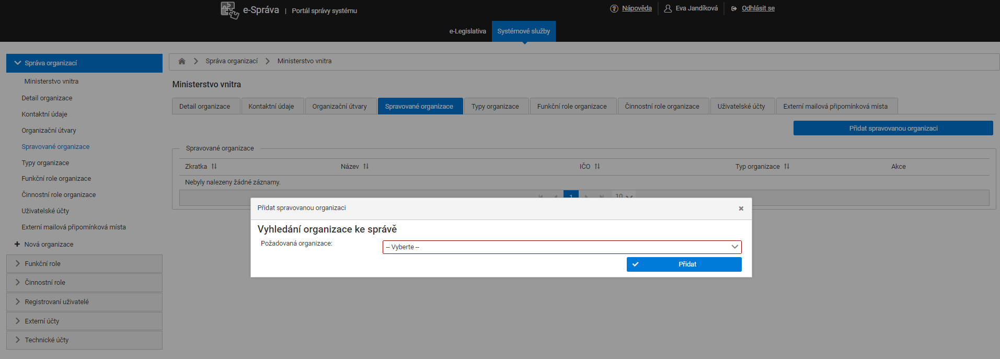 e-Správa | Portál správy systému
Nápověda
Eva Jandíková
Odhlásit se
e-Legislativa
Systémové služby
Správa organizací
Ministerstvo vnitra
Detail organizace
Kontaktní údaje
Organizační útvary
Spravované organizace
Typy organizace
Funkční role organizace
Činnostní role organizace
Uživatelské účty
Externí mailová připomínková místa
Nová organizace
Funkční role
Činnostní role
Registrovaní uživatelé
Externí účty
Technické účty
Správa organizací
Ministerstvo vnitra
Ministerstvo vnitra
Detail organizace
Kontaktní údaje
Organizační útvary
Spravované organizace
Typy organizace
Funkční role organizace
Činnostní role organizace
Uživatelské účty
Externí mailová připomínková místa
Přidat spravovanou organizaci
Spravované organizace
Zkratka
Název
IČO
Typ organizace
Akce
Nebyly nalezeny žádné záznamy.
1
10
Přidat spravovanou organizaci
Vyhledání organizace ke správě
Požadovaná organizace:
-- Vyberte --
Přidat